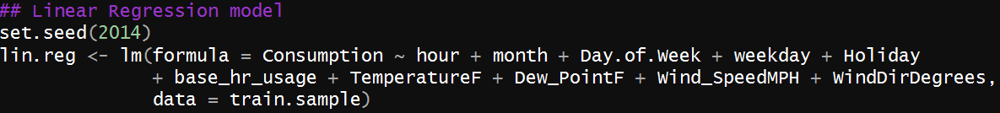 ## Linear Regression model
set.seed(2014)
lin.reg <- lm(formula = Consumption ~ hour + month + Day.of.Week + weekday + Holiday
+ base_hr_usage + TemperatureF + Dew_PointF + Wind_SpeedMPH + WindDirDegrees,
data = train.sample)